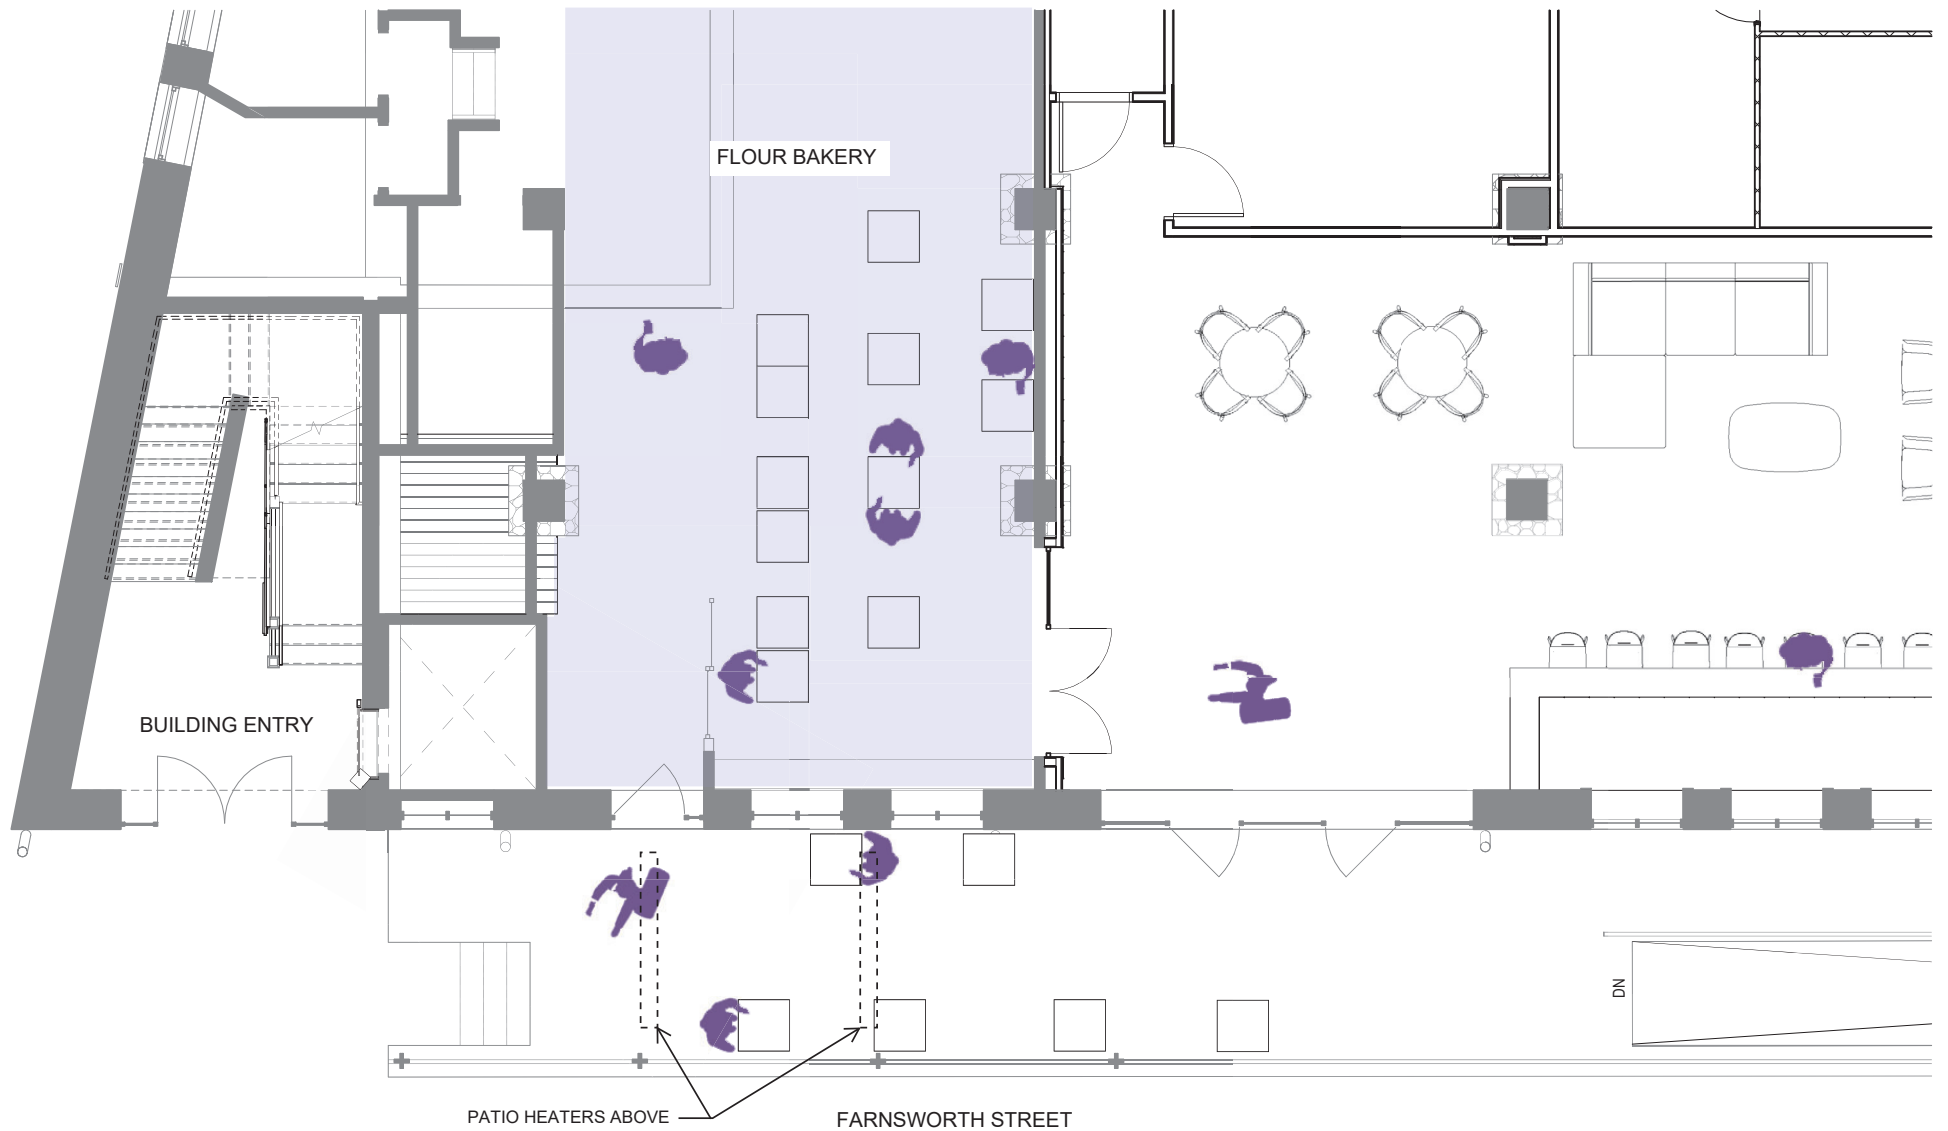 FLOUR BAKERY
BUILDING ENTRY
DN
PATIO HEATERS ABOVE
FARNSWORTH STREET